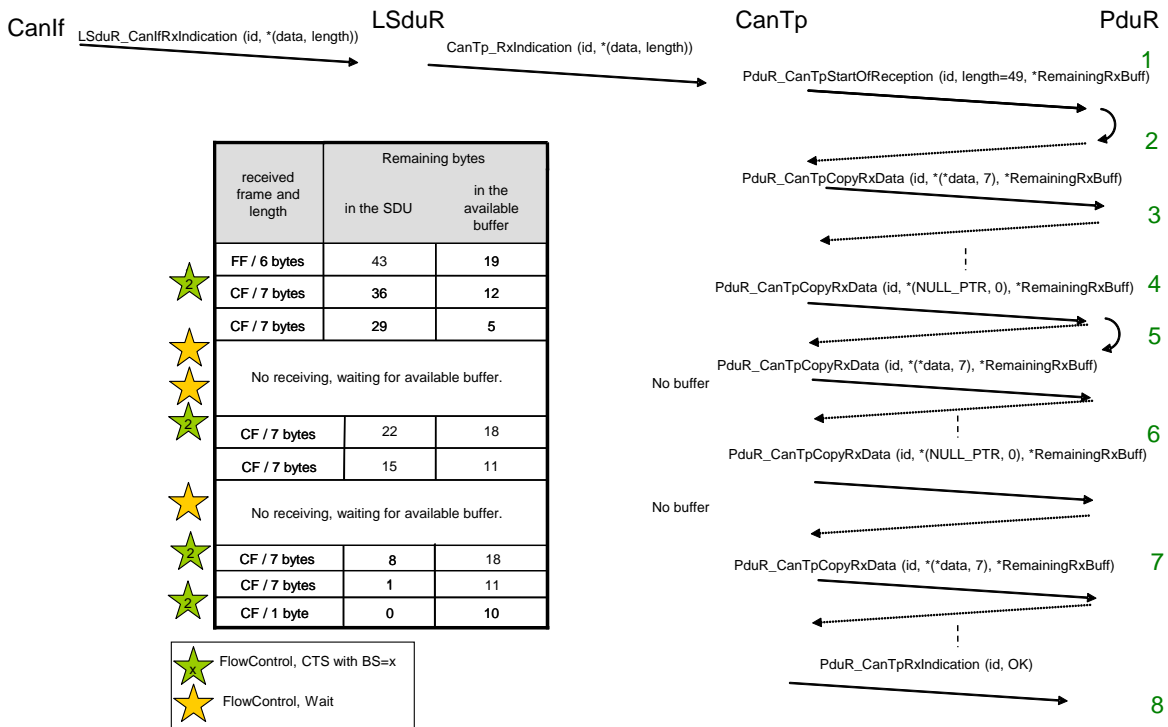 CanIf
LSduR
CanTp
PduR
LSduR_CanIfRxIndication (id, *(data, length))
CanTp_RxIndication (id, *(data, length))
1
PduR_CanTpStartOfReception (id, length=49, *RemainingRxBuff)
2
PduR_CanTpCopyRxData (id, *(*data, 7), *RemainingRxBuff)
3
PduR_CanTpCopyRxData (id, *(NULL_PTR, 0), *RemainingRxBuff)
4
5
PduR_CanTpCopyRxData (id, *(*data, 7), *RemainingRxBuff)
No buffer
6
PduR_CanTpCopyRxData (id, *(NULL_PTR, 0), *RemainingRxBuff)
No buffer
7
PduR_CanTpCopyRxData (id, *(*data, 7), *RemainingRxBuff)
PduR_CanTpRxIndication (id, OK)
8
received
frame and
length
Remaining bytes
in the SDU
in the
available
buffer
FF / 6 bytes 43 19
2
CF / 7 bytes 36 12
CF / 7 bytes 29 5
No receiving, waiting for available buffer.
2
CF / 7 bytes 22 18
CF / 7 bytes 15 11
No receiving, waiting for available buffer.
2
CF / 7 bytes 8 18
CF / 7 bytes 1 11
2
CF / 1 byte 0 10
x FlowControl, CTS with BS=x
FlowControl, Wait